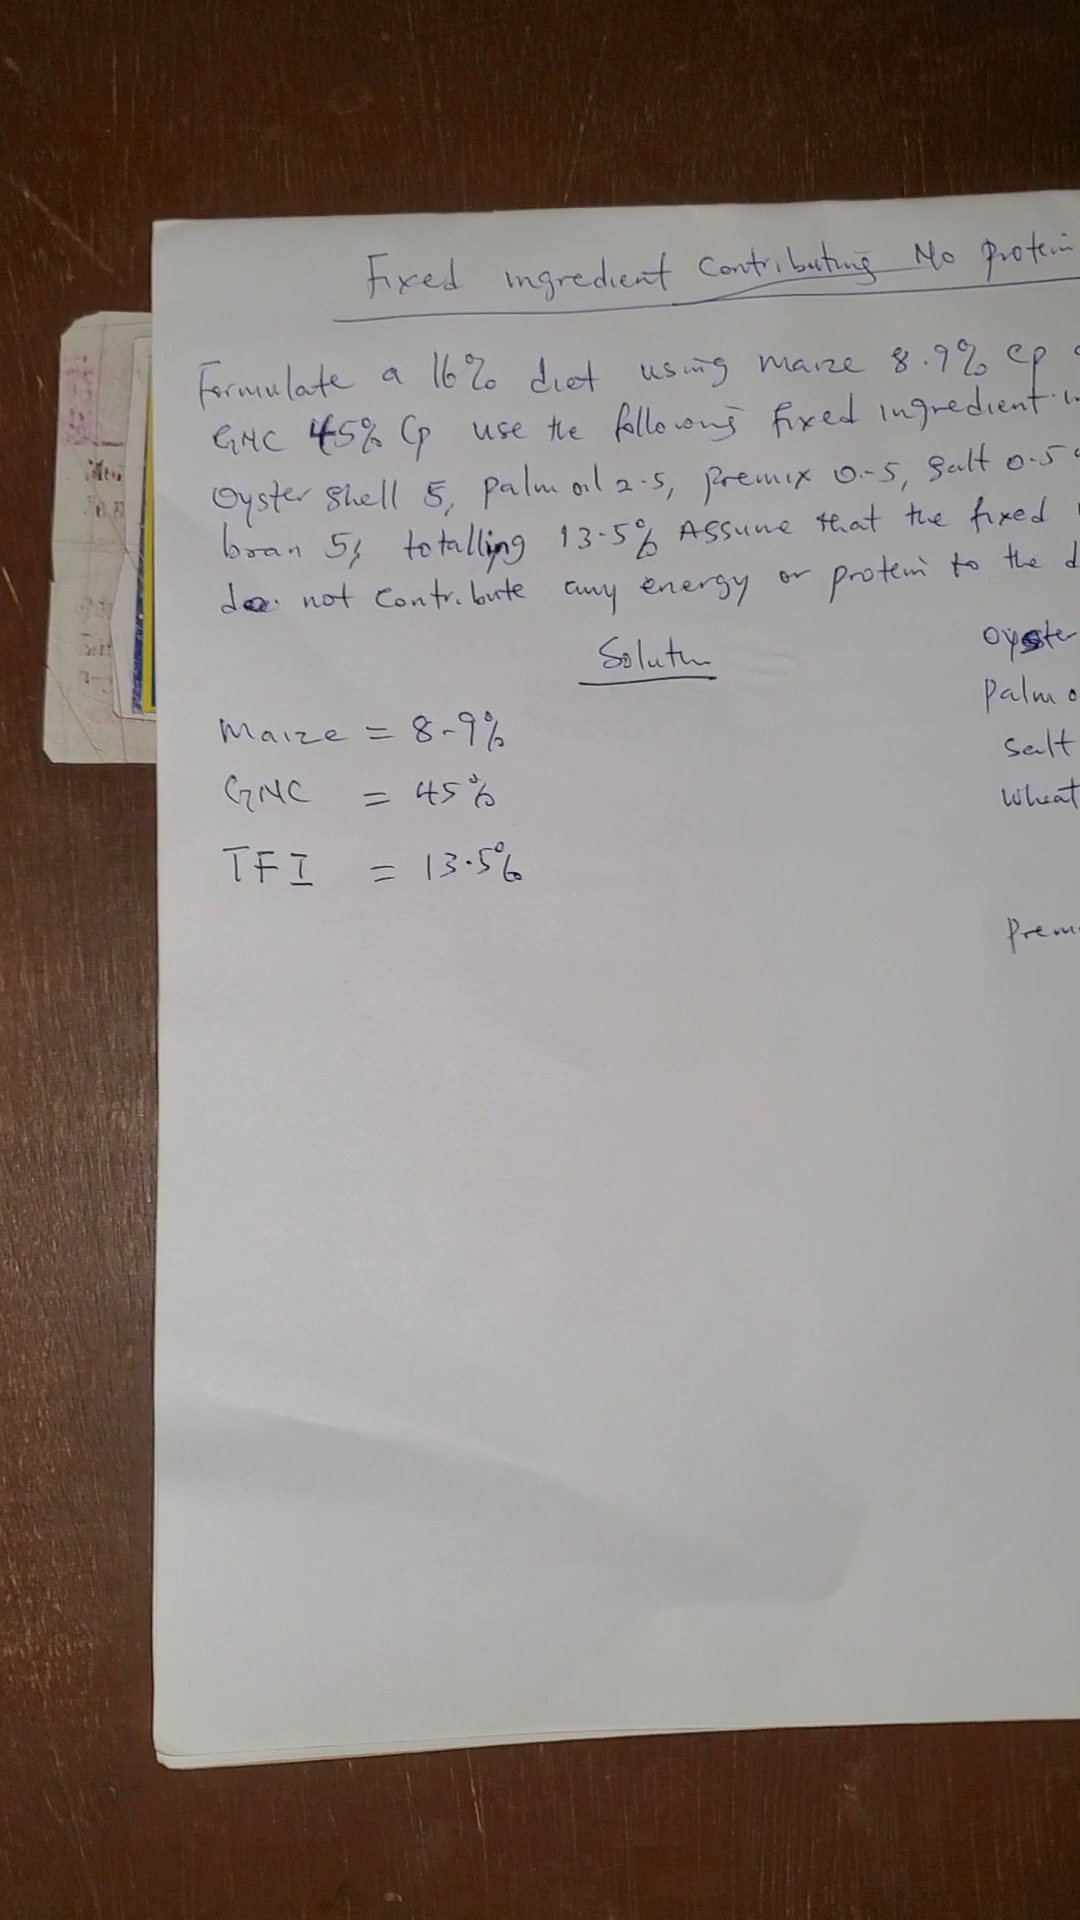 Fixed ingredient Contributing No protein
Formulate a 16% diet using maize 8.9% cp
GNC 45% Cp use the following fixed ingredient
Oyster shell 5, palm oil 2.5, premix 0.5, salt 0.5
bran 5, totalling 13.5% Assume that the fixed
do not contribute any energy or protein to the
Solutn
Oyster
palm o
salt
wheat
Maize = 8.9%
GNC = 45%
TFI = 13.5%
prem